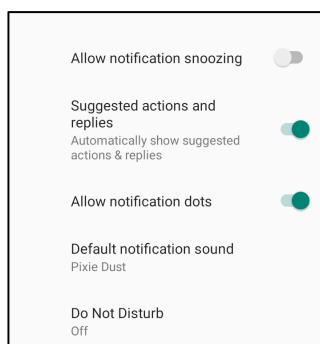 Allow notification snoozing
Suggested actions and
replies
Automatically show suggested
actions & replies
Allow notification dots
Default notification sound
Pixie Dust
Do Not Disturb
Off